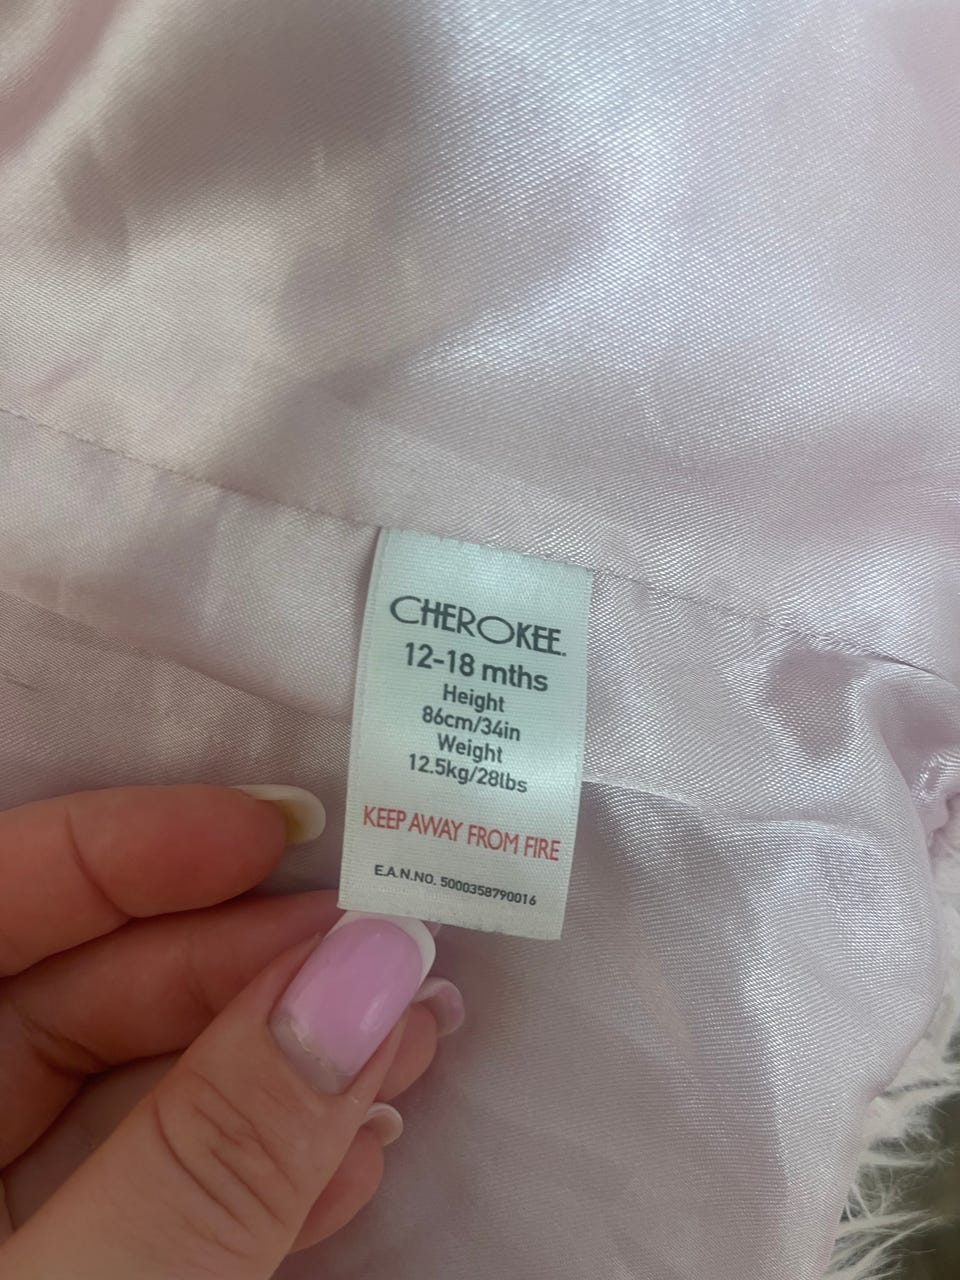 CHEROKEE.
12-18 mths
Height
86cm/34in
Weight
12.5kg/28lbs
KEEP AWAY FROM FIRE
E.A.N.NO. 5000358790016